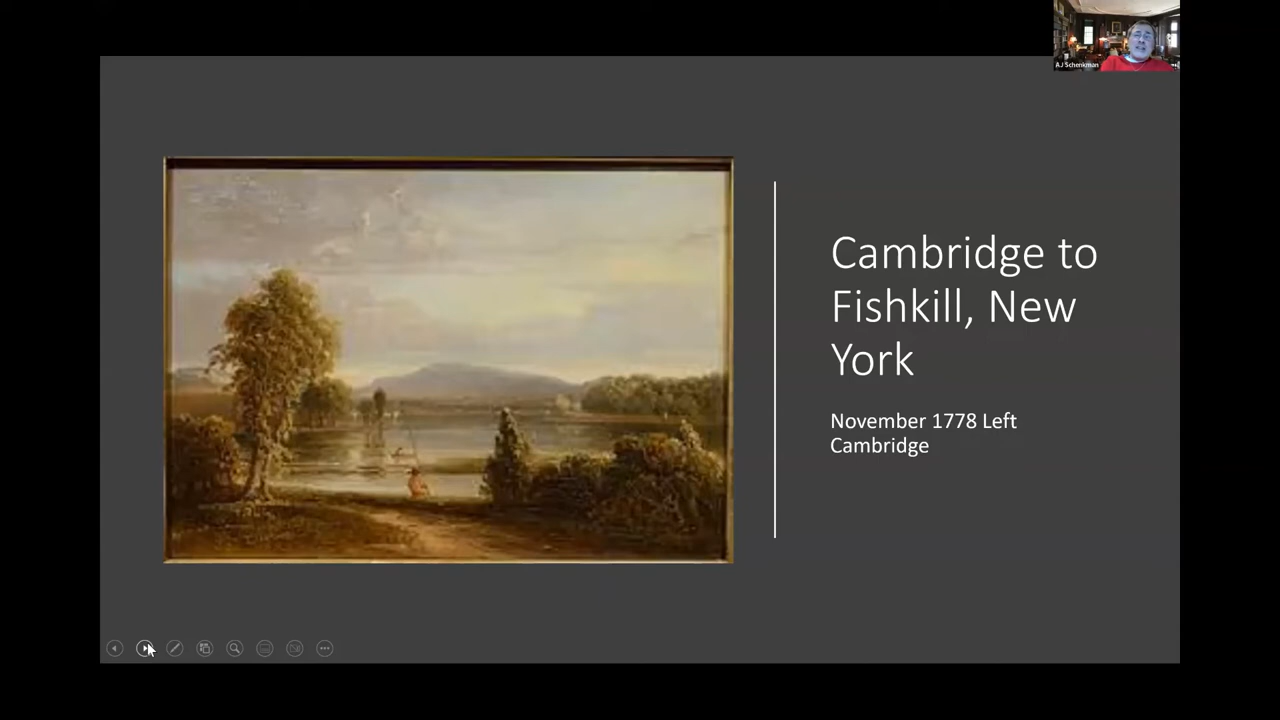 AJ Schenkman
Cambridge to
Fishkill, New
York
November 1778 Left
Cambridge